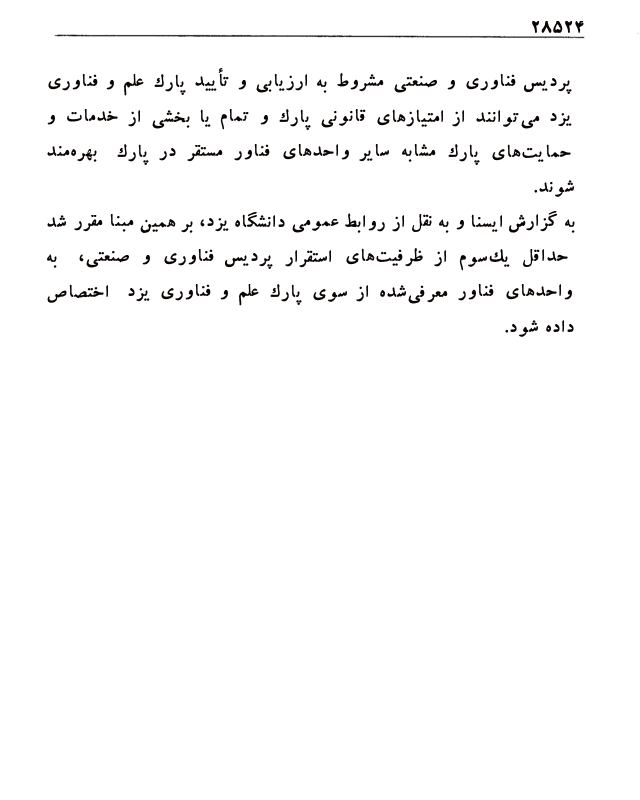 ۲۸۵۲۴
پردیس فناوری و صنعتی مشروط به ارزیابی و تأیید پارك علم و فناوری
یزد می‌توانند از امتیازهای قانونی پارك و تمام یا بخشی از خدمات و
حمایت‌های پارك مشابه سایر واحدهای فناور مستقر در پارك بهره‌مند
شوند.
به گزارش ایسنا و به نقل از روابط عمومی دانشگاه یزد، بر همین مبنا مقرر شد
حداقل یك‌سوم از ظرفیت‌های استقرار پردیس فناوری و صنعتی، به
واحدهای فناور معرفی‌شده از سوی پارك علم و فناوری یزد اختصاص
داده شود.